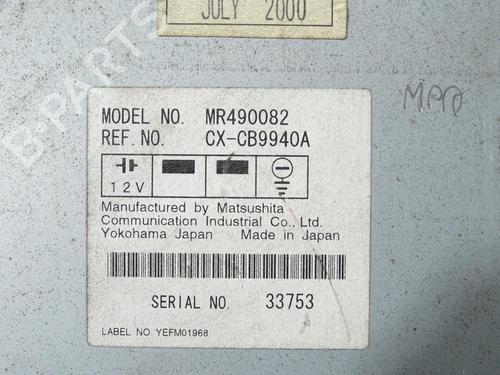 JULY 2000
MODEL NO. MR490082
REF. NO. CX-CB9940A
12V
Manufactured by Matsushita
Communication Industrial Co., Ltd.
Yokohama Japan Made in Japan
SERIAL NO. 33753
LABEL NO. YEFM01968
B-PARTS